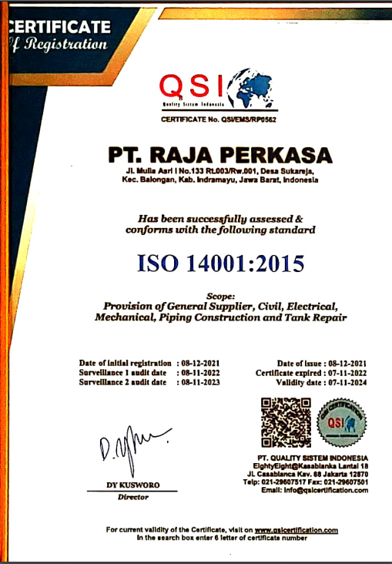 CERTIFICATE
of Registration
QSI
Quality Sistem Indonesia
CERTIFICATE No. QSI/EMS/RP0562
PT. RAJA PERKASA
Jl. Mulia Asri I No.133 Rt.003/Rw.001, Desa Sukareja,
Kec. Balongan, Kab. Indramayu, Jawa Barat, Indonesia
Has been successfully assessed &
conforms with the following standard
ISO 14001:2015
Scope:
Provision of General Supplier, Civil, Electrical,
Mechanical, Piping Construction and Tank Repair
Date of initial registration : 08-12-2021
Surveillance 1 audit date : 08-11-2022
Surveillance 2 audit date : 08-11-2023
Date of issue : 08-12-2021
Certificate expired : 07-11-2022
Validity date : 07-11-2024
QSI
DY KUSWORO
Director
PT. QUALITY SISTEM INDONESIA
EightyEight@Kasablanka Lantai 18
Jl. Casablanca Kav. 88 Jakarta 12870
Telp: 021-29607517 Fax: 021-29607501
Email: info@qsicertification.com
For current validity of the Certificate, visit on www.qsicertification.com
In the search box enter 6 letter of certificate number